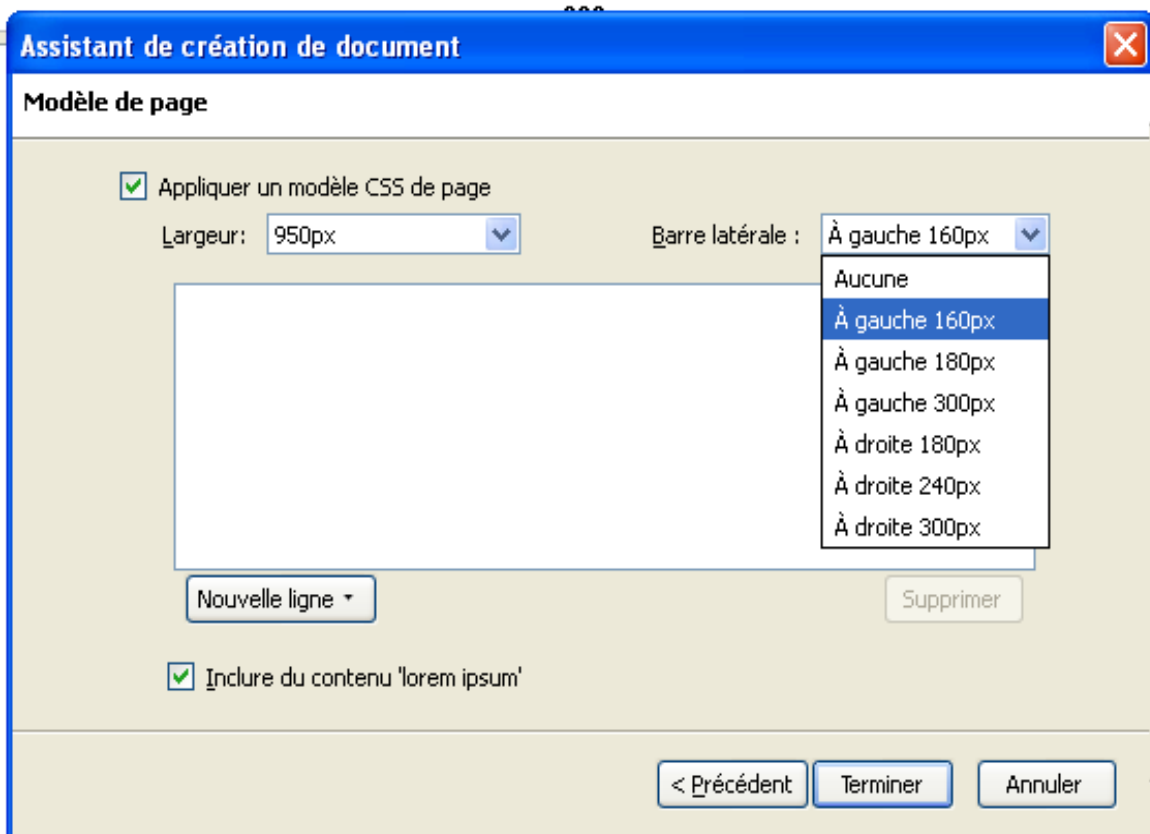 Assistant de création de document
Modèle de page
Appliquer un modèle CSS de page
Largeur: 950px Barre latérale : À gauche 160px
Aucune
À gauche 160px
À gauche 180px
À gauche 300px
À droite 180px
À droite 240px
À droite 300px
Nouvelle ligne Supprimer
Inclure du contenu 'lorem ipsum'
< Précédent Terminer Annuler